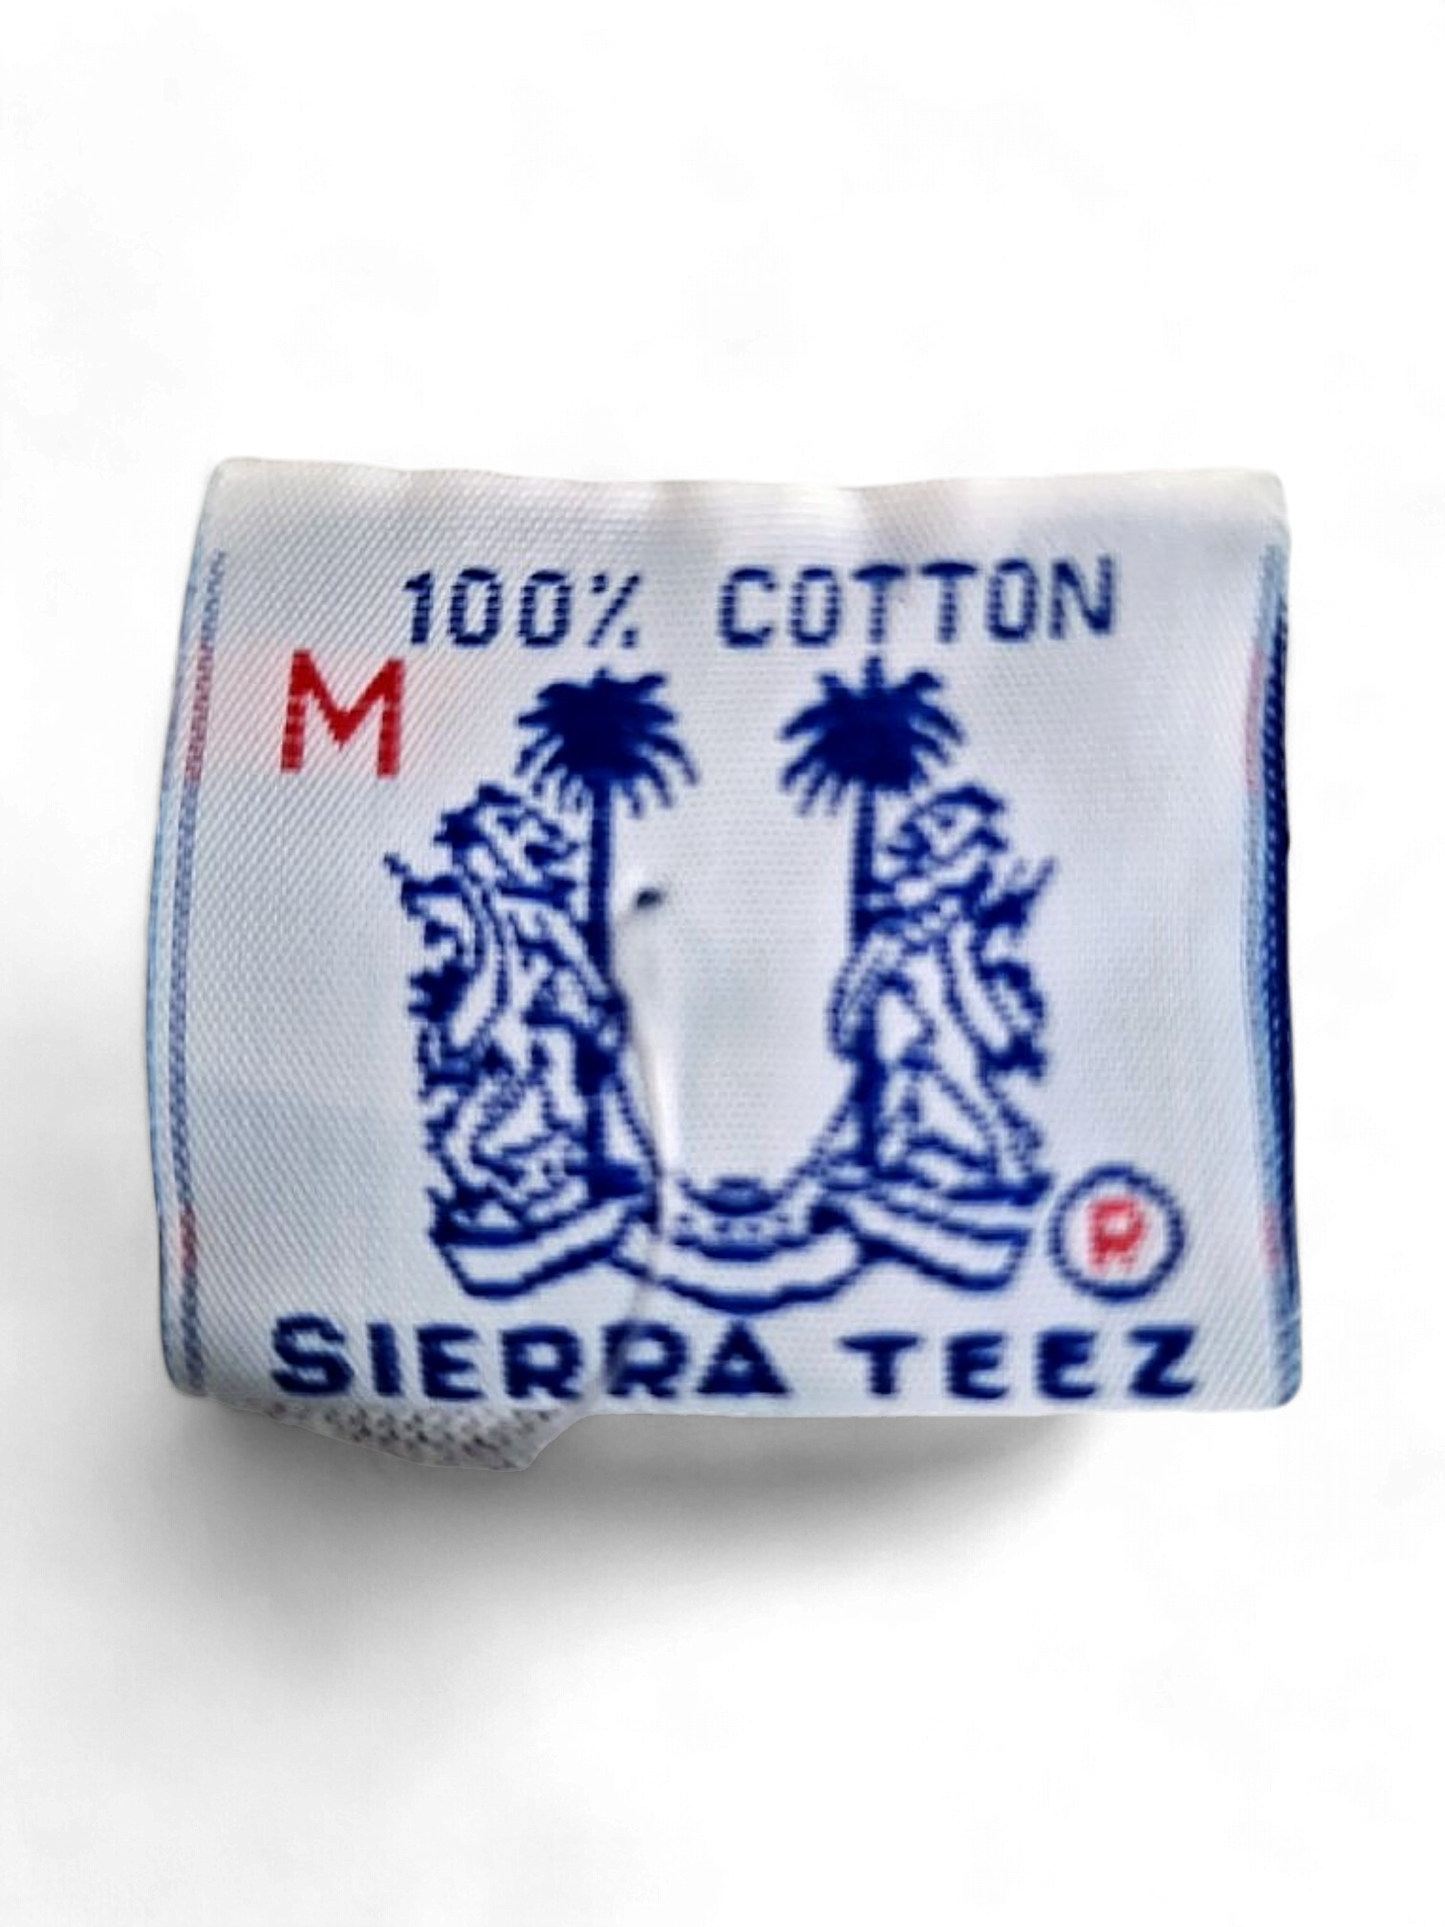 100% COTTON
M
®
SIERRA TEEZ